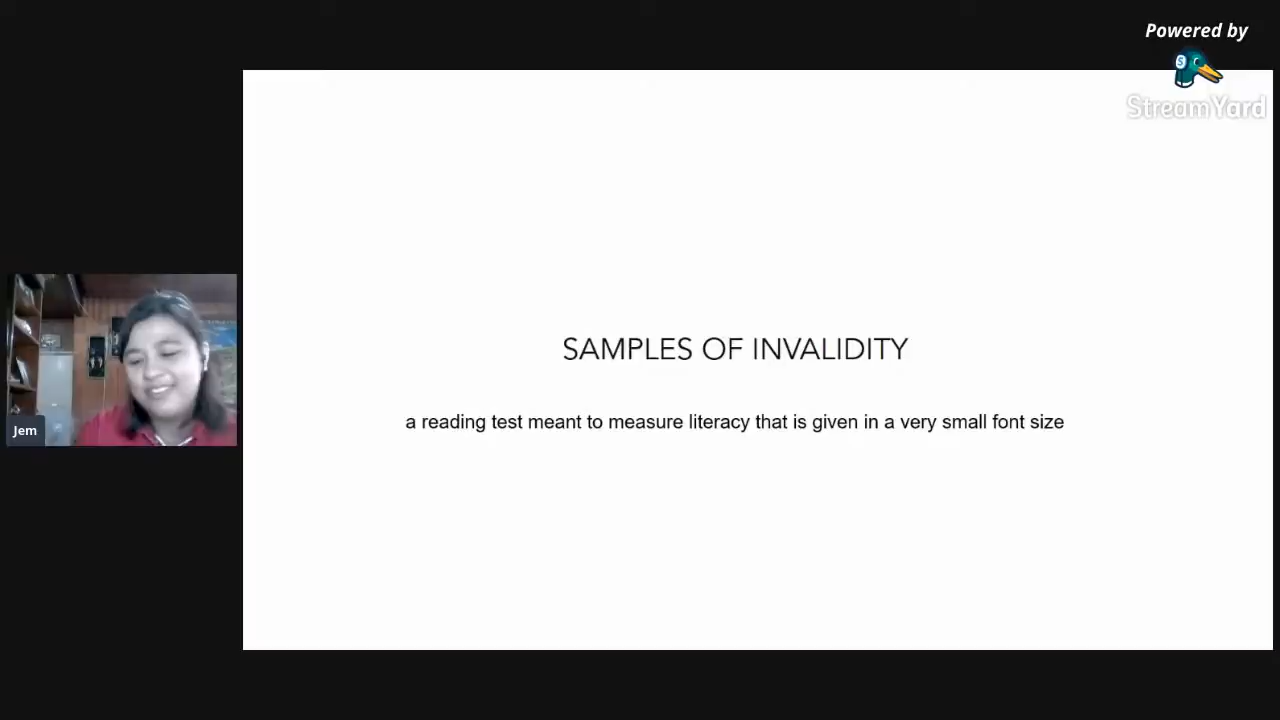 Powered by
StreamYard
SAMPLES OF INVALIDITY
a reading test meant to measure literacy that is given in a very small font size
Jem